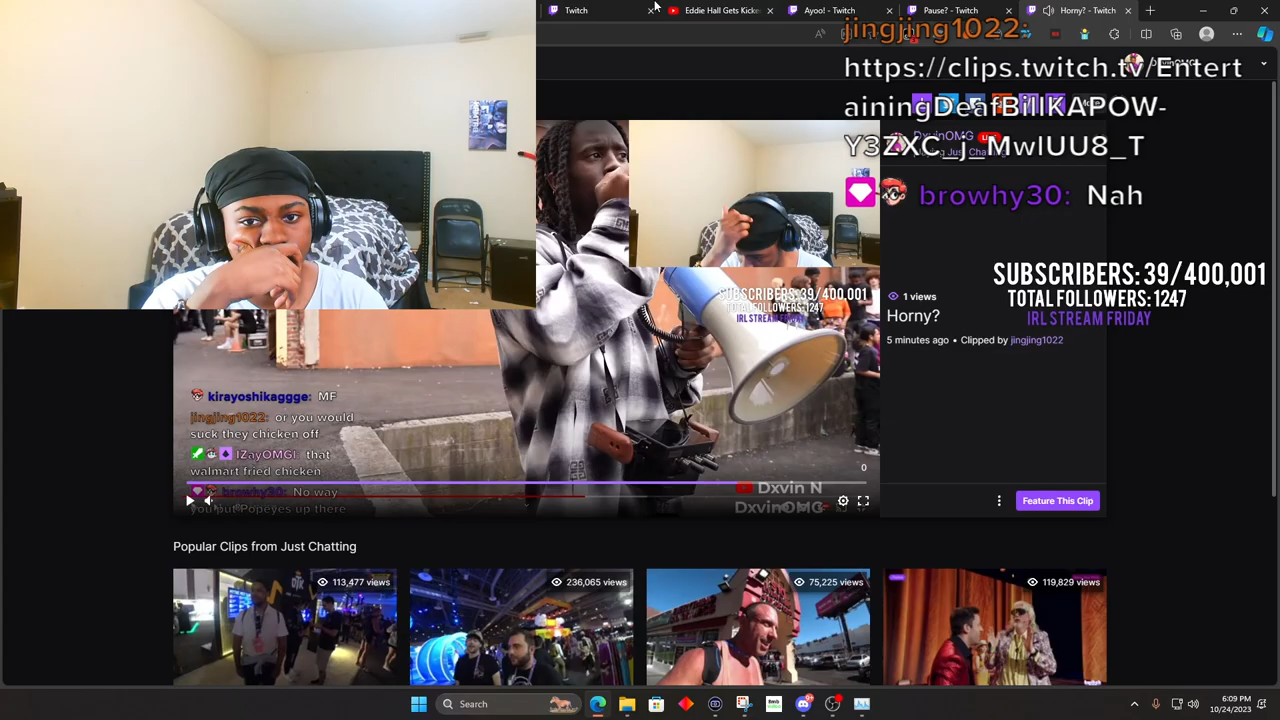 Twitch
Eddie Hall Gets Kicke
Ayoo! - Twitch
Pause? - Twitch
Horny? - Twitch
jingjing1022:
https://clips.twitch.tv/Entert
ainingDeafBillKAPOW-
Y3ZXC_j_MwIUU8_T
browhy30: Nah
DxvinOMG
SUBSCRIBERS: 39/400,001
TOTAL FOLLOWERS: 1247
IRL STREAM FRIDAY
1 views
Horny?
5 minutes ago • Clipped by jingjing1022
SUBSCRIBERS: 39/400,001
TOTAL FOLLOWERS: 1247
IRL STREAM FRIDAY
kirayoshikaggge: MF
jingjing1022: or you would
suck they chicken off
IZayOMGI: that
walmart fried chicken
browhy30: No way
you put Popeyes up there
0
Dxvin N
DxvinOMG
Feature This Clip
Popular Clips from Just Chatting
113,477 views
236,065 views
75,225 views
119,829 views
Search
6:09 PM
10/24/2023